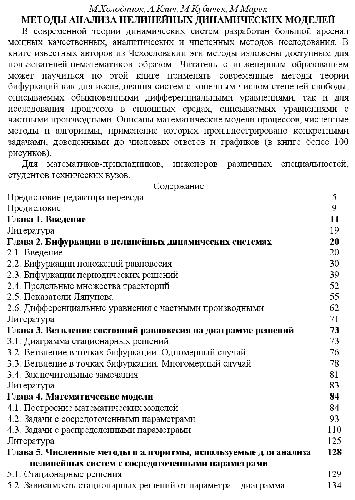 М.Холодниок, А.Клич, М.Кубичек, М.Марек
МЕТОДЫ АНАЛИЗА НЕЛИНЕЙНЫХ ДИНАМИЧЕСКИХ МОДЕЛЕЙ
В современной теории динамических систем разработан большой арсенал
мощных качественных, аналитических и численных методов исследования. В
книге известных авторов из Чехословакии эти методы изложены доступным для
пользователей-нематематиков образом. Читатель с инженерным образованием
может научиться по этой книге применять современные методы теории
бифуркаций как для исследования систем с конечным числом степеней свободы,
описываемых обыкновенными дифференциальными уравнениями, так и для
исследования процессов в сплошных средах, описываемых уравнениями с
частными производными. Описаны математические модели процессов, численные
методы и алгоритмы, применение которых проиллюстрировано конкретными
задачами, доведенными до числовых ответов и графиков (в книге более 100
рисунков).
Для математиков-прикладников, инженеров различных специальностей,
студентов технических вузов.
Содержание
Предисловие редактора перевода 5
Предисловие 9
Глава 1. Введение 11
Литература 19
Глава 2. Бифуркации в нелинейных динамических системах 20
2.1. Введение 20
2.2. Бифуркации положений равновесия 30
2.3. Бифуркации периодических решений 39
2.4. Предельные множества траекторий 52
2.5. Показатели Ляпунова 55
2.6. Дифференциальные уравнения с частными производными 62
Литература 71
Глава 3. Ветвление состояний равновесия на диаграмме решений 73
3.1. Диаграмма стационарных решений 73
3.2. Ветвление в точках бифуркации. Одномерный случай 76
3.3. Ветвление в точках бифуркации. Многомерный случай 78
3.4. Заключительные замечания 81
Литература 83
Глава 4. Математические модели 84
4.1. Построение математических моделей 84
4.2. Задачи с сосредоточенными параметрами 93
4.3. Задачи с распределенными параметрами 110
Литература 125
Глава 5. Численные методы и алгоритмы, используемые для анализа 128
нелинейных систем с сосредоточенными параметрами
5.1. Стационарные решения 129
5.2. Зависимость стационарных решений от параметра – диаграмма 134